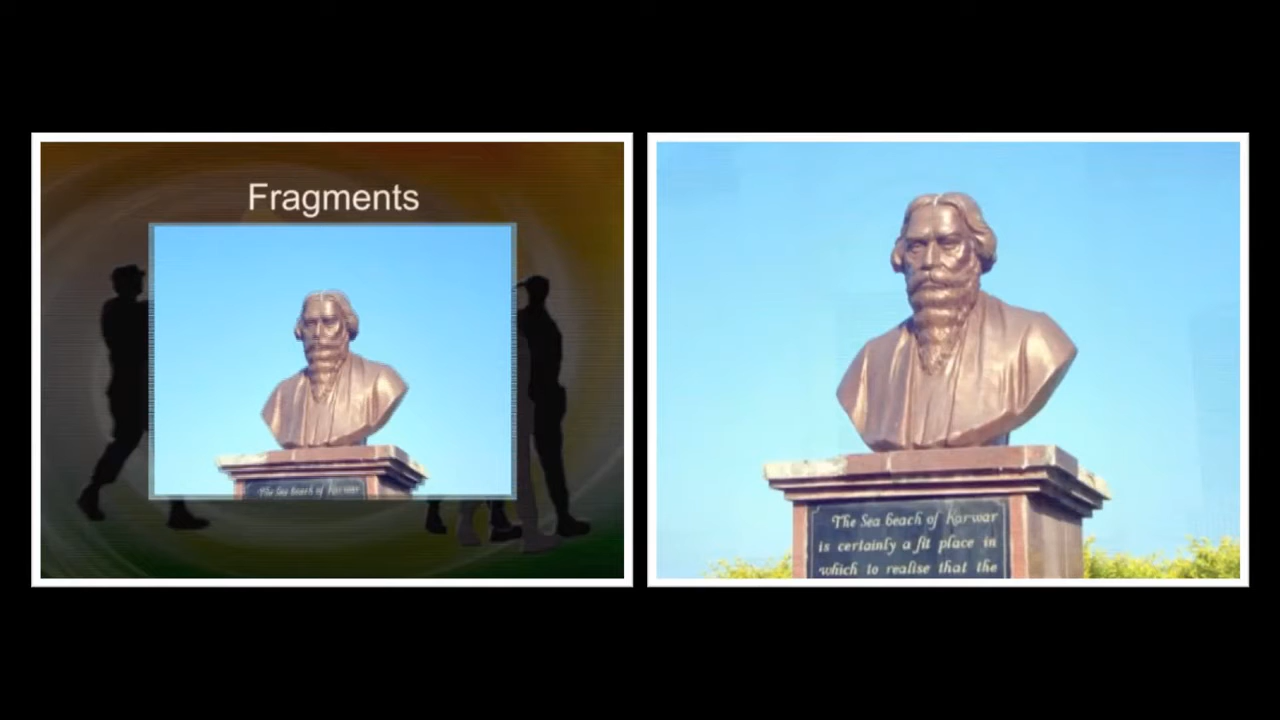 Fragments
The Sea beach of Karwar
The Sea beach of Karwar
is certainly a fit place in
which to realise that the